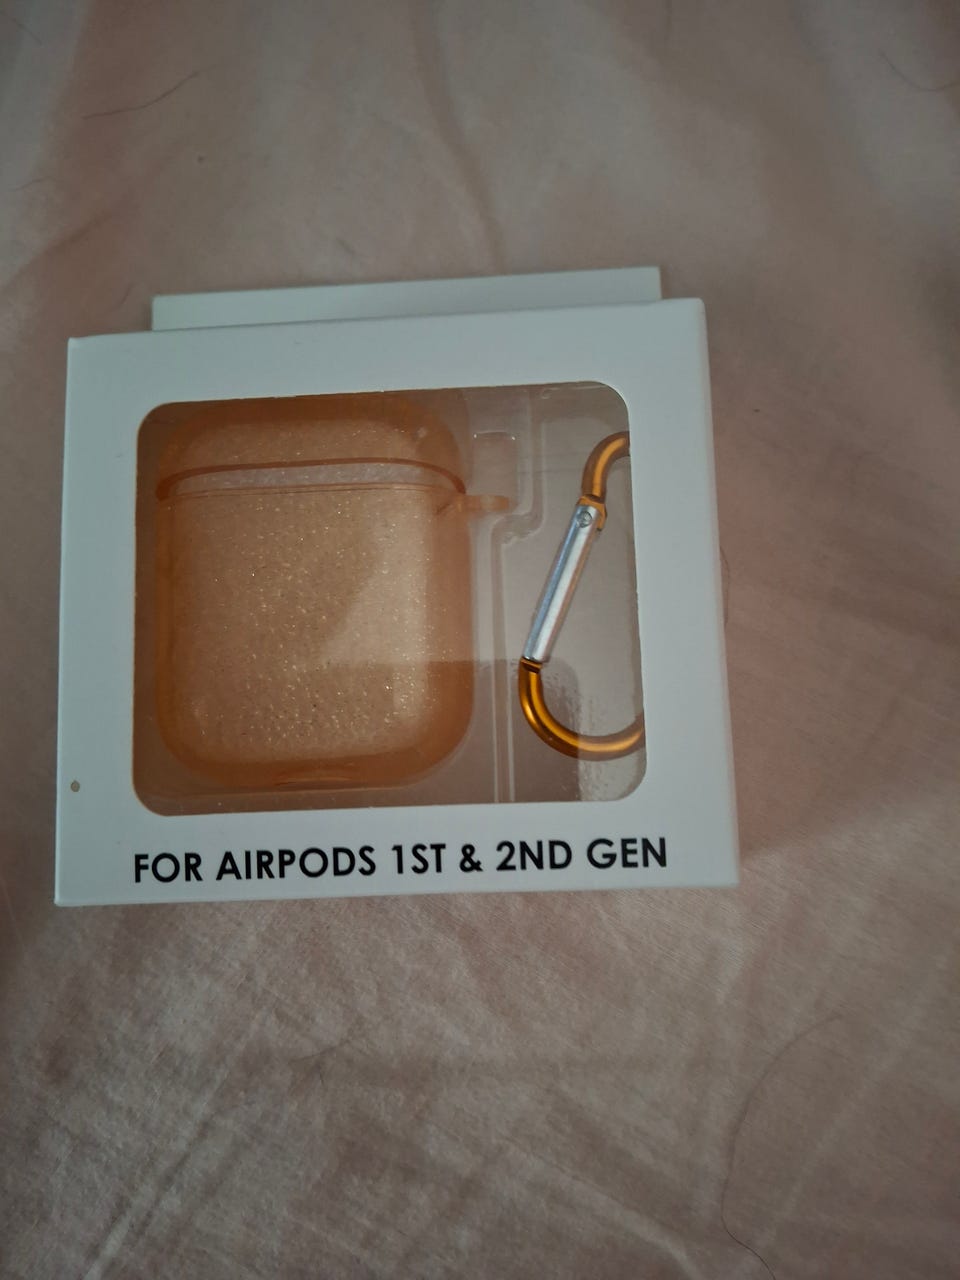 FOR AIRPODS 1ST & 2ND GEN